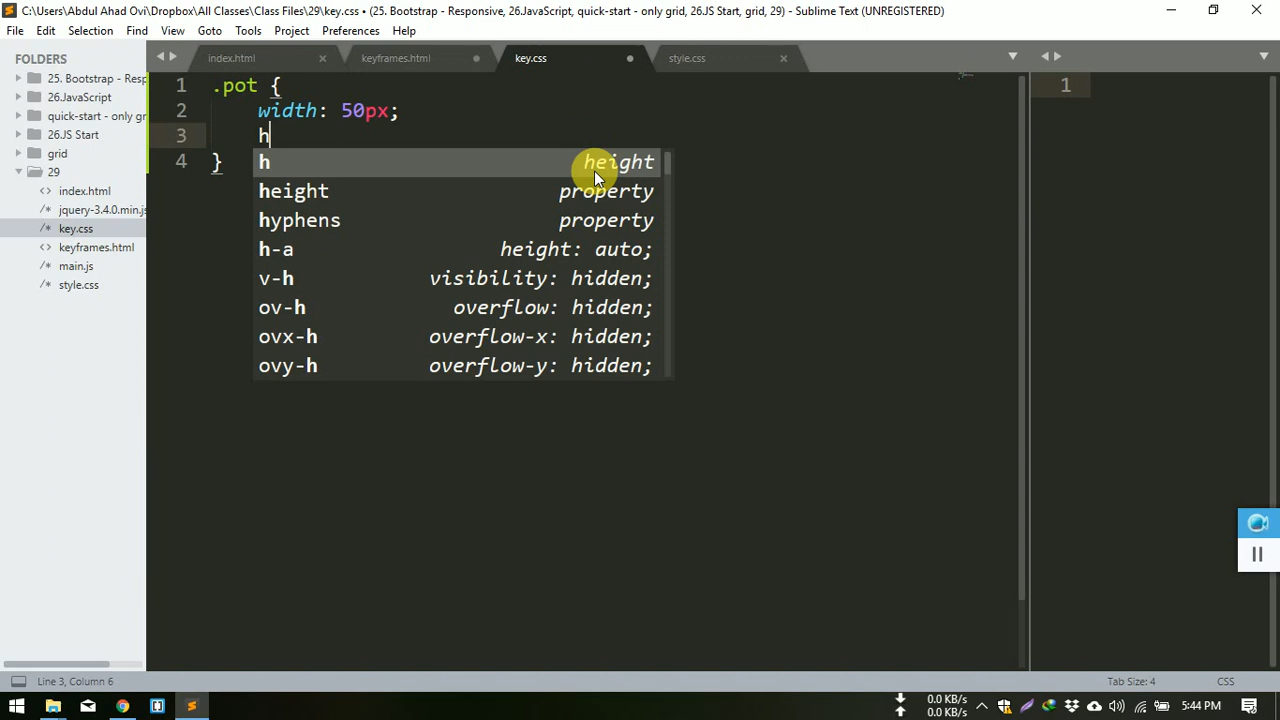 C:\Users\Abdul Ahad Ovi\Dropbox\All Classes\Class Files\29\key.css • (25. Bootstrap - Responsive, 26.JavaScript, quick-start - only grid, 26.JS Start, grid, 29) - Sublime Text (UNREGISTERED)
File Edit Selection Find View Goto Tools Project Preferences Help
FOLDERS
25. Bootstrap - Resp
26.JavaScript
quick-start - only gr
26.JS Start
grid
29
index.html
jquery-3.4.0.min.js
key.css
keyframes.html
main.js
style.css
index.html keyframes.html key.css style.css
1 .pot {
2 width: 50px;
3 h
4 }
h height
height property
hyphens property
h-a height: auto;
v-h visibility: hidden;
ov-h overflow: hidden;
ovx-h overflow-x: hidden;
ovy-h overflow-y: hidden;
1
Line 3, Column 6
Tab Size: 4 CSS
0.0 KB/s
0.0 KB/s
5:44 PM